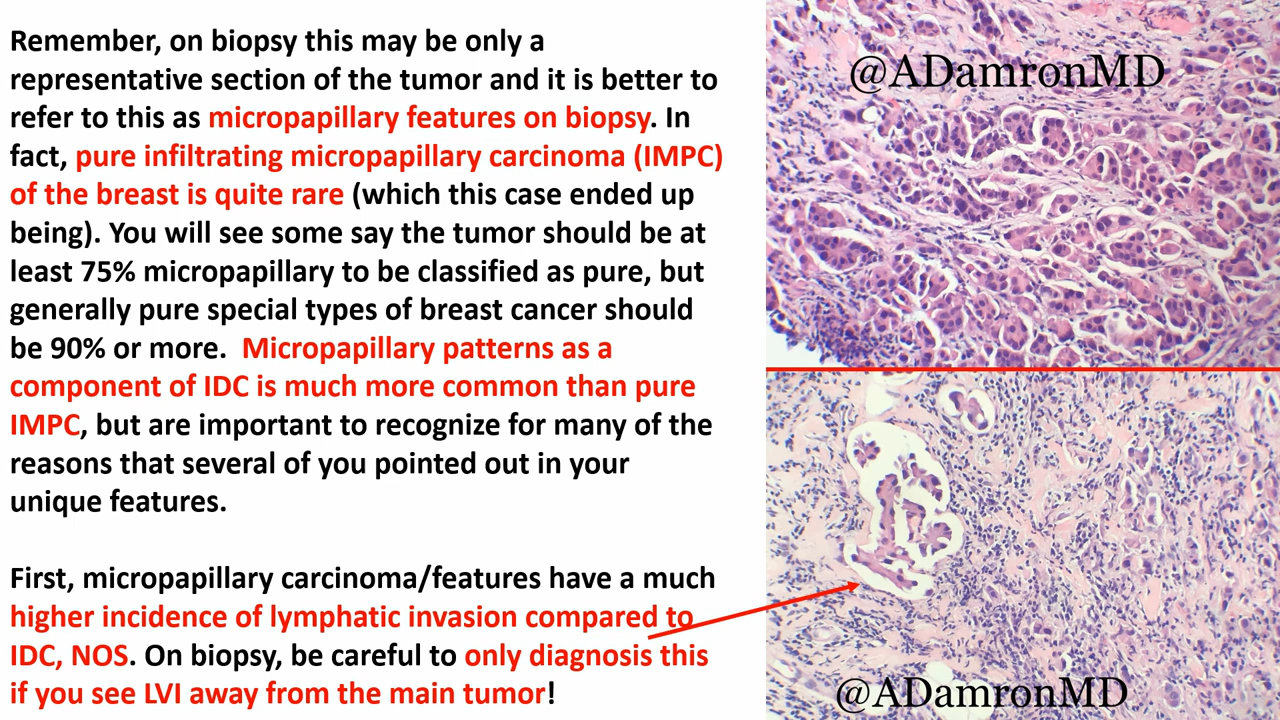 Remember, on biopsy this may be only a
representative section of the tumor and it is better to
refer to this as micropapillary features on biopsy. In
fact, pure infiltrating micropapillary carcinoma (IMPC)
of the breast is quite rare (which this case ended up
being). You will see some say the tumor should be at
least 75% micropapillary to be classified as pure, but
generally pure special types of breast cancer should
be 90% or more. Micropapillary patterns as a
component of IDC is much more common than pure
IMPC, but are important to recognize for many of the
reasons that several of you pointed out in your
unique features.
First, micropapillary carcinoma/features have a much
higher incidence of lymphatic invasion compared to
IDC, NOS. On biopsy, be careful to only diagnosis this
if you see LVI away from the main tumor!
@ADamronMD
@ADamronMD